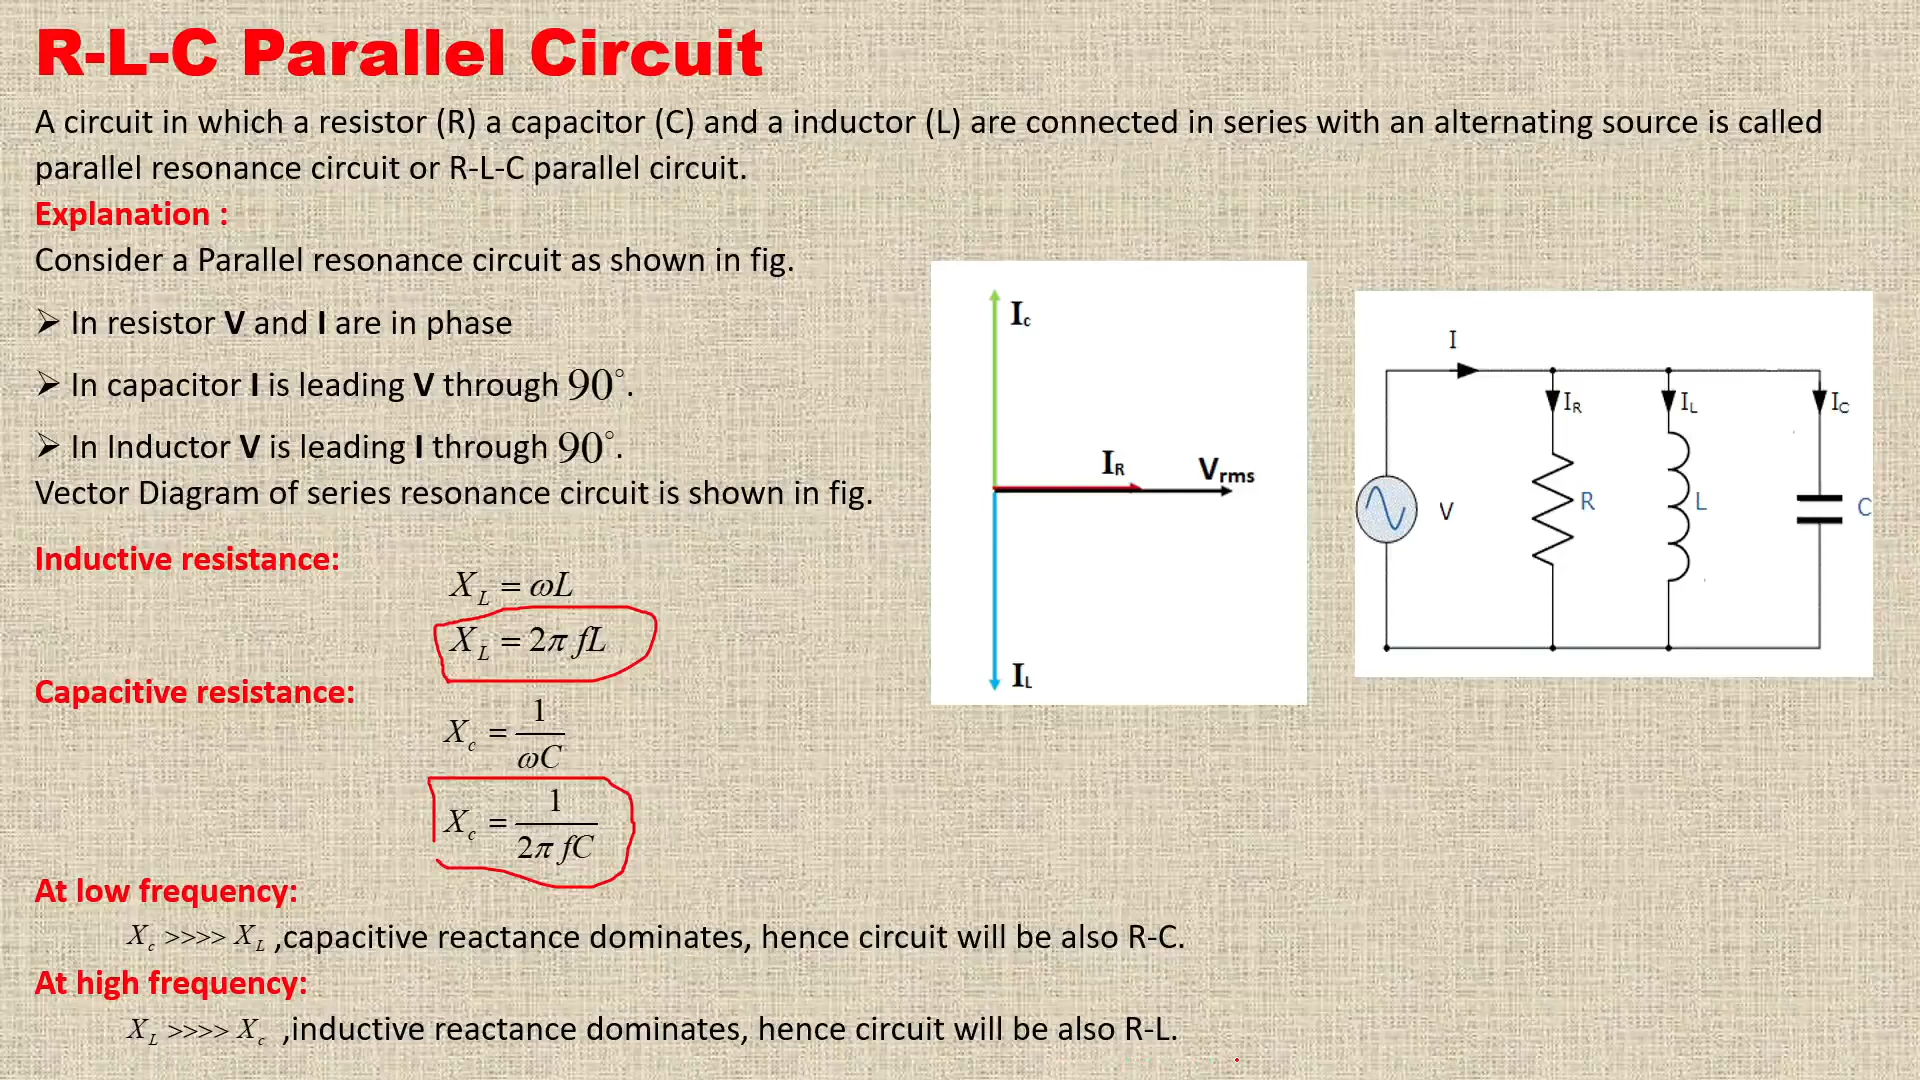 R-L-C Parallel Circuit
A circuit in which a resistor (R) a capacitor (C) and a inductor (L) are connected in series with an alternating source is called
parallel resonance circuit or R-L-C parallel circuit.
Explanation :
Consider a Parallel resonance circuit as shown in fig.
➢ In resistor V and I are in phase
➢ In capacitor I is leading V through 90°.
➢ In Inductor V is leading I through 90°.
Vector Diagram of series resonance circuit is shown in fig.
Inductive resistance:
X_L = ωL
X_L = 2π fL
Capacitive resistance:
X_c = 1/ωC
X_c = 1/2π fC
At low frequency:
X_c >>>> X_L ,capacitive reactance dominates, hence circuit will be also R-C.
At high frequency:
X_L >>>> X_c ,inductive reactance dominates, hence circuit will be also R-L.
I_c
I_R
V_rms
I_L
I
I_R
I_L
I_C
V
R
L
C